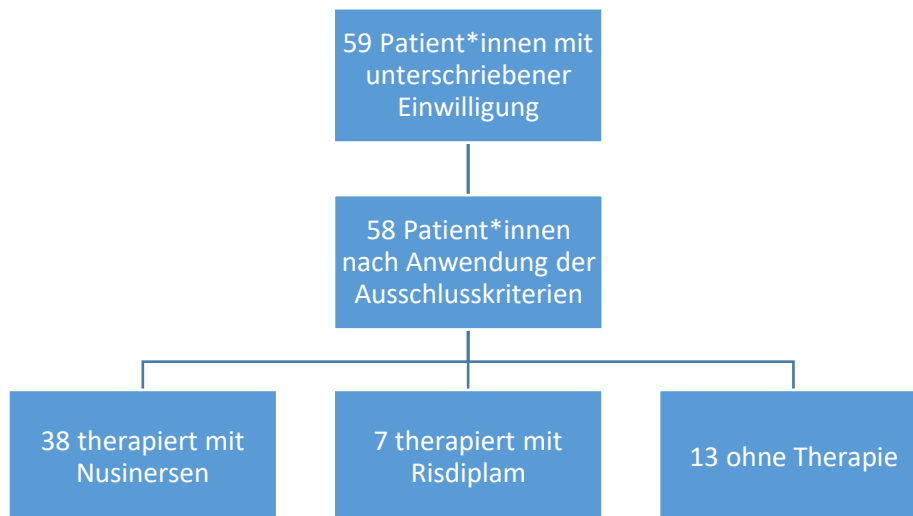 59 Patient*innen mit
unterschriebener
Einwilligung
58 Patient*innen
nach Anwendung der
Ausschlusskriterien
38 therapiert mit
Nusinersen
7 therapiert mit
Risdiplam
13 ohne Therapie